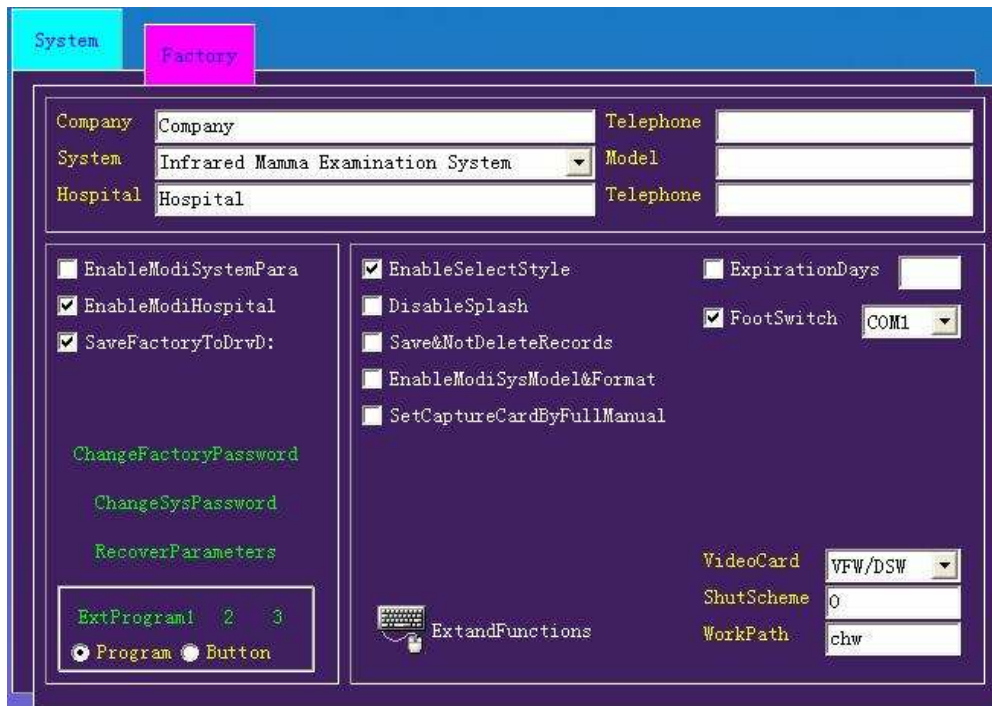 System
Factory
Company Company Telephone
System Infrared Mamma Examination System Model
Hospital Hospital Telephone
EnableModiSystemPara EnableSelectStyle ExpirationDays
EnableModiHospital DisableSplash FootSwitch COM1
SaveFactoryToDrvD: Save&NotDeleteRecords
EnableModiSysModel&Format
SetCaptureCardByFullManual
ChangeFactoryPassword
ChangeSysPassword
RecoverParameters VideoCard VFW/DSW
ExtProgram1 2 3 ShutScheme 0
Program Button ExtandFunctions WorkPath chw